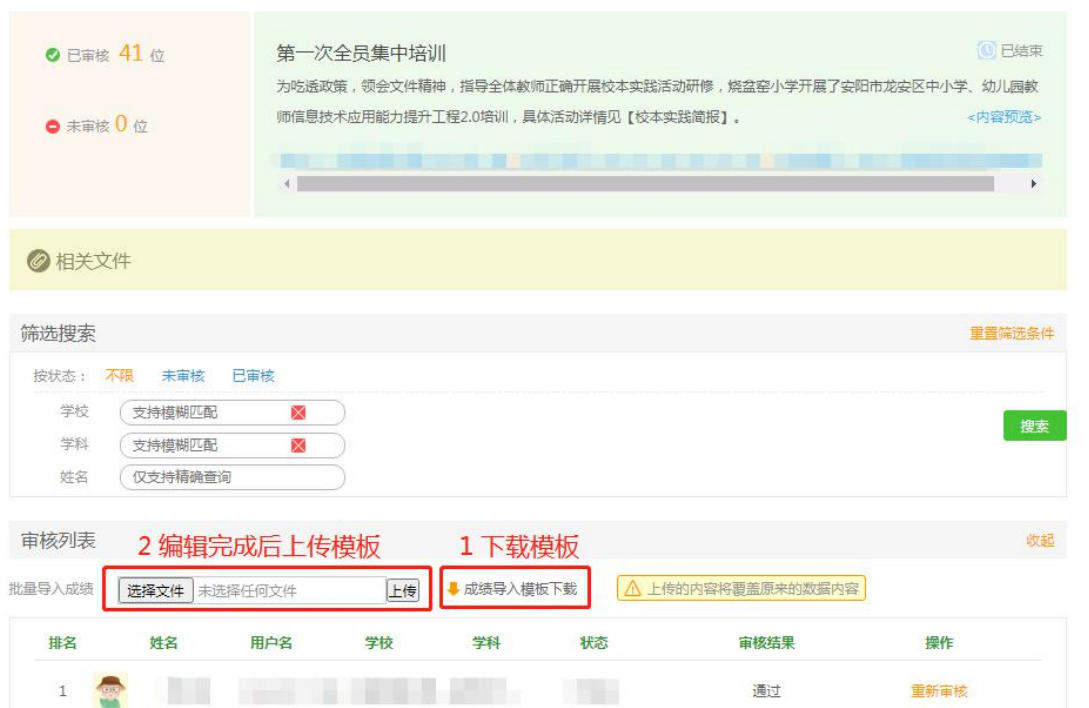 已审核 41 位
未审核 0 位
第一次全员集中培训
已结束
为吃透政策，领会文件精神，指导全体教师正确开展校本实践活动研修，烧盆窑小学开展了安阳市龙安区中小学、幼儿园教
师信息技术应用能力提升工程2.0培训，具体活动详情见【校本实践简报】。
<内容预览>
相关文件
筛选搜索
重置筛选条件
按状态： 不限 未审核 已审核
学校 支持模糊匹配
学科 支持模糊匹配
搜索
姓名 仅支持精确查询
审核列表
2 编辑完成后上传模板
1 下载模板
收起
批量导入成绩 选择文件 未选择任何文件 上传 成绩导入模板下载 上传的内容将覆盖原来的数据内容
排名 姓名 用户名 学校 学科 状态 审核结果 操作
1 通过 重新审核